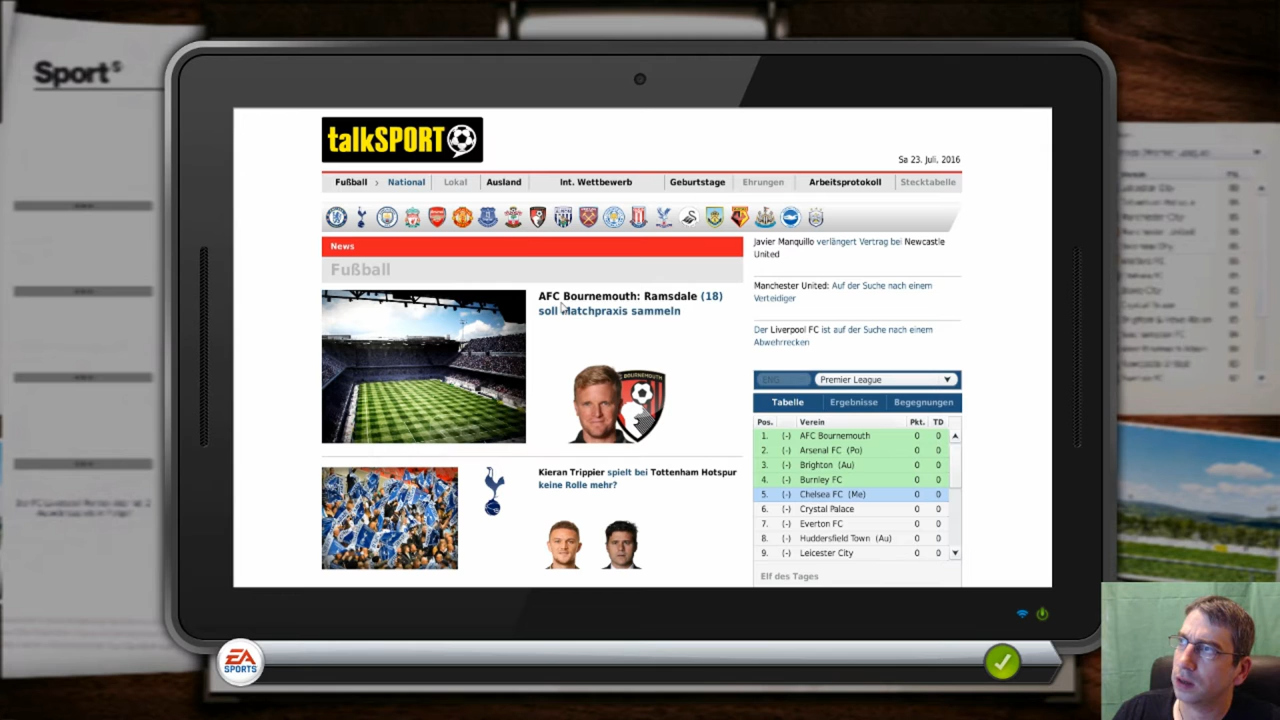 Sport S
talkSPORT
Sa 23. Juli, 2016
Fußball > National Lokal Ausland Int. Wettbewerb Geburtstage Ehrungen Arbeitsprotokoll Stecktabelle
News
Fußball
AFC Bournemouth: Ramsdale (18)
soll Matchpraxis sammeln
BOURNEMOUTH
Kieran Trippier spielt bei Tottenham Hotspur
keine Rolle mehr?
Javier Manquillo verlängert Vertrag bei Newcastle
United
Manchester United: Auf der Suche nach einem
Verteidiger
Der Liverpool FC ist auf der Suche nach einem
Abwehrrecken
ENG Premier League
Tabelle Ergebnisse Begegnungen
Pos. Verein Pkt. TD
1. (-) AFC Bournemouth 0 0
2. (-) Arsenal FC (Po) 0 0
3. (-) Brighton (Au) 0 0
4. (-) Burnley FC 0 0
5. (-) Chelsea FC (Me) 0 0
6. (-) Crystal Palace 0 0
7. (-) Everton FC 0 0
8. (-) Huddersfield Town (Au) 0 0
9. (-) Leicester City 0 0
Elf des Tages
EA
SPORTS